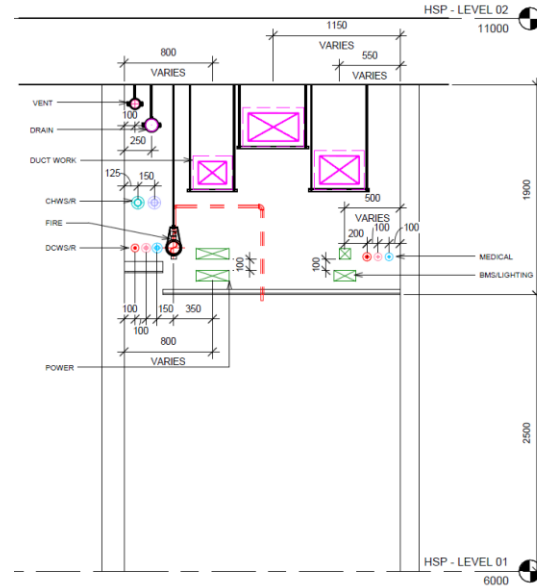 HSP - LEVEL 02
11000
1150
VARIES
800
VARIES
550
VARIES
VENT
100
DRAIN
250
DUCT WORK
125
150
CHWS/R
500
VARIES
FIRE
200
100
100
DCWS/R
100
100
MEDICAL
BMS/LIGHTING
1900
100
150
350
100
800
VARIES
POWER
2500
HSP - LEVEL 01
6000